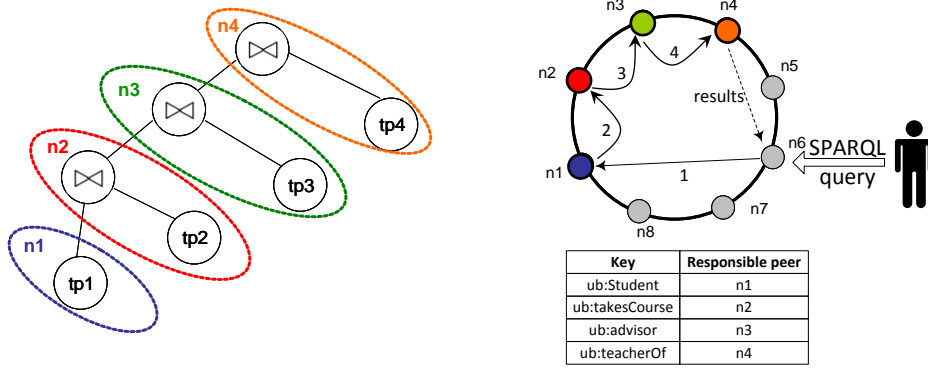 n4
n3
tp4
n2
tp3
tp2
n1
tp1
n3
n4
4
n2
3
n5
results
2
n6
SPARQL
query
n1
1
n7
n8
Key Responsible peer
ub:Student n1
ub:takesCourse n2
ub:advisor n3
ub:teacherOf n4